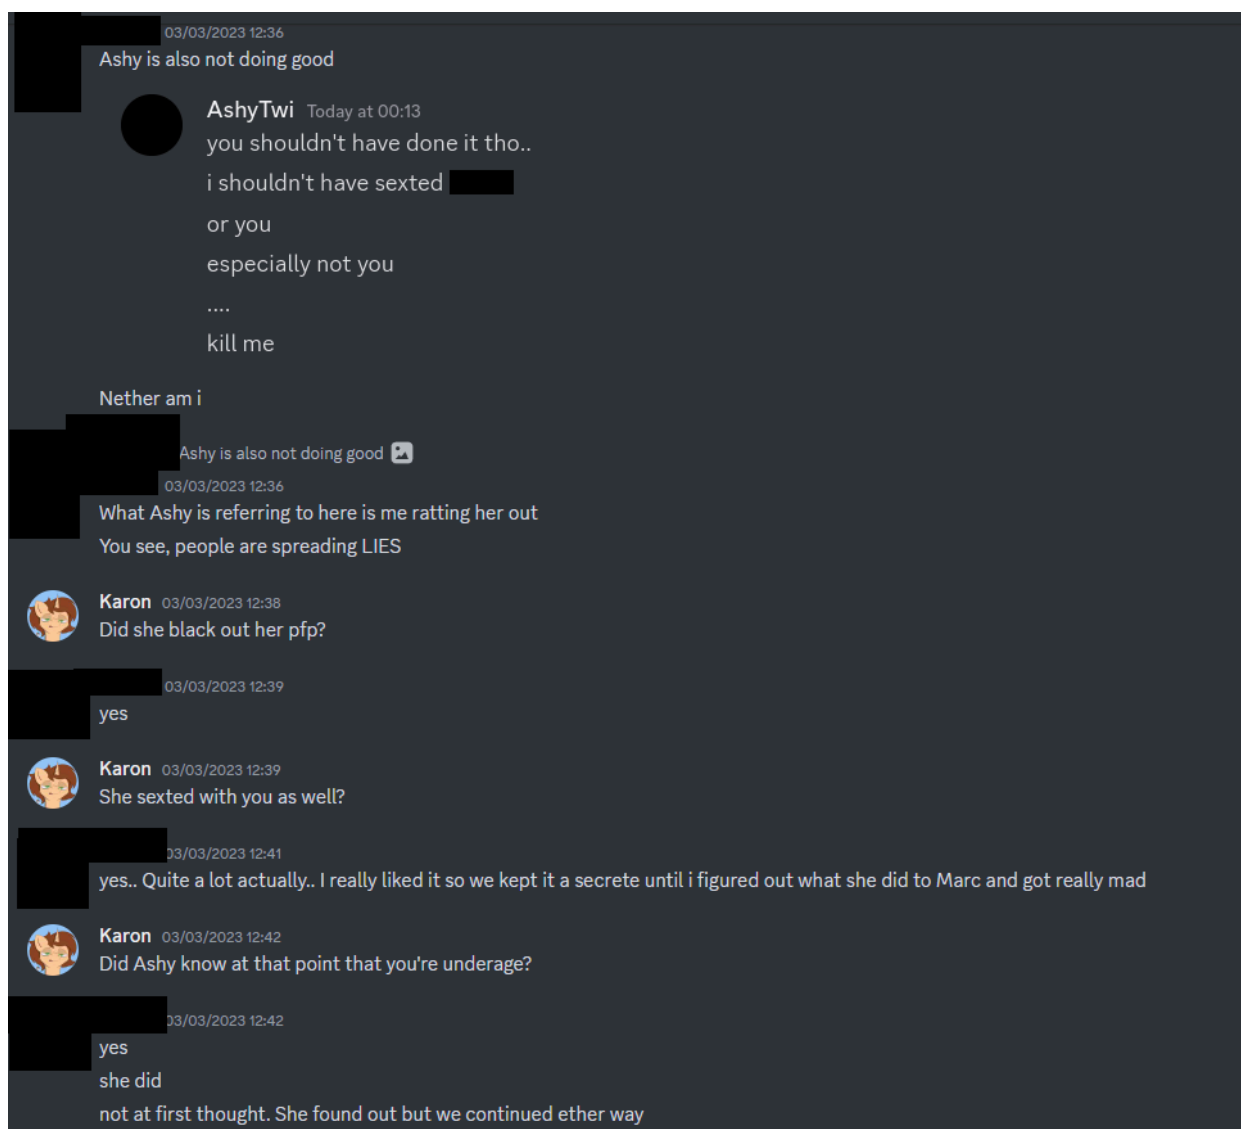 03/03/2023 12:36
Ashy is also not doing good
AshyTwi Today at 00:13
you shouldn't have done it tho..
i shouldn't have sexted
or you
especially not you
....
kill me
Nether am i
Ashy is also not doing good
03/03/2023 12:36
What Ashy is referring to here is me ratting her out
You see, people are spreading LIES
Karon 03/03/2023 12:38
Did she black out her pfp?
03/03/2023 12:39
yes
Karon 03/03/2023 12:39
She sexted with you as well?
03/03/2023 12:41
yes.. Quite a lot actually.. I really liked it so we kept it a secrete until i figured out what she did to Marc and got really mad
Karon 03/03/2023 12:42
Did Ashy know at that point that you're underage?
03/03/2023 12:42
yes
she did
not at first thought. She found out but we continued ether way